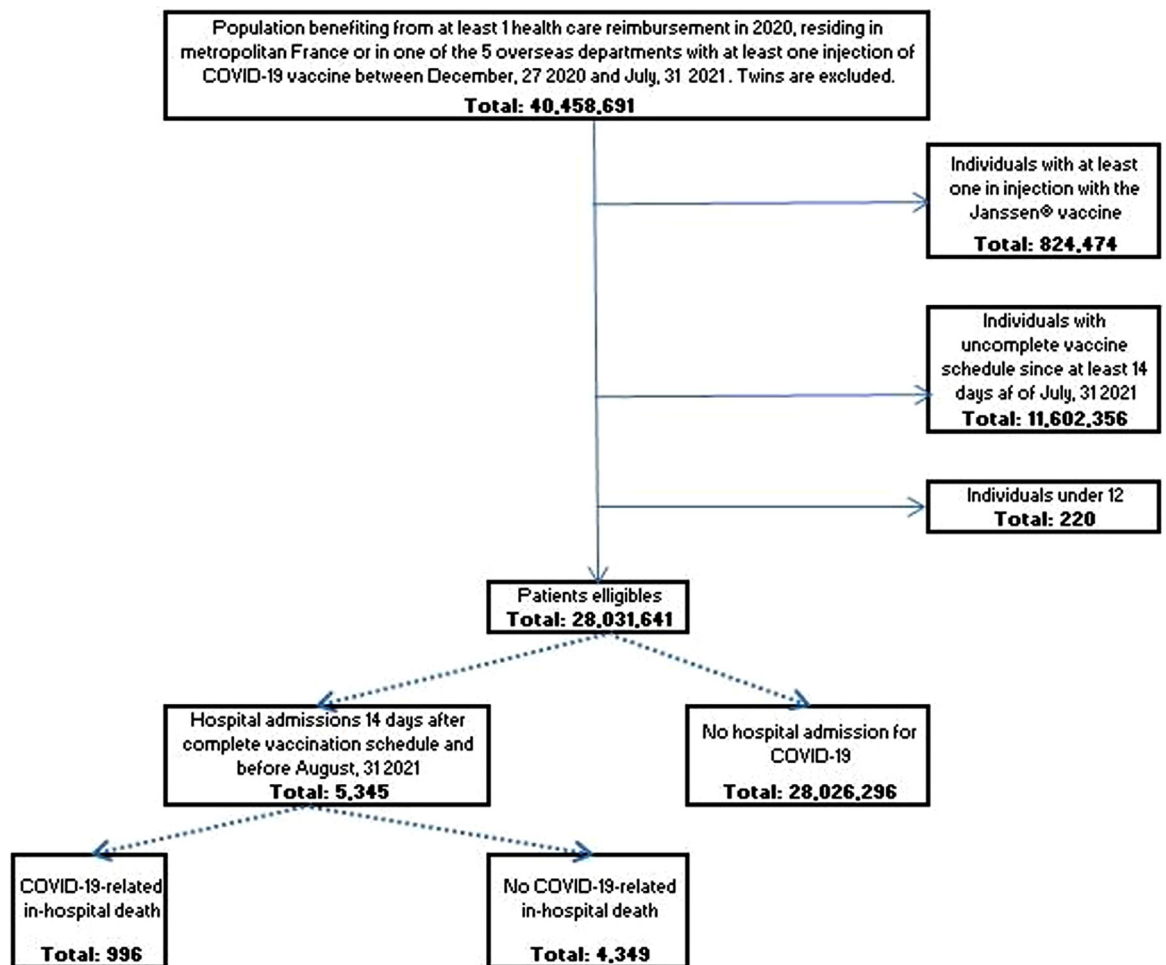 Population benefiting from at least 1 health care reimbursement in 2020, residing in
metropolitan France or in one of the 5 overseas departments with at least one injection of
COVID-19 vaccine between December, 27 2020 and July, 31 2021. Twins are excluded.
Total: 40,458,691
Individuals with at least
one in injection with the
Janssen® vaccine
Total: 824,474
Individuals with
uncomplete vaccine
schedule since at least 14
days af of July, 31 2021
Total: 11,602,356
Individuals under 12
Total: 220
Patients elligibles
Total: 28,031,641
Hospital admissions 14 days after
complete vaccination schedule and
before August, 31 2021
Total: 5,345
No hospital admission for
COVID-19
Total: 28,026,296
COVID-19-related
in-hospital death
Total: 996
No COVID-19-related
in-hospital death
Total: 4,349